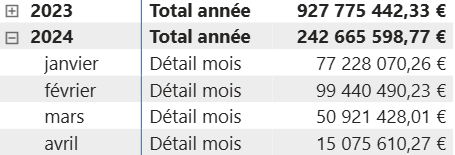 2023 Total année 927 775 442,33 €
2024 Total année 242 665 598,77 €
janvier Détail mois 77 228 070,26 €
février Détail mois 99 440 490,23 €
mars Détail mois 50 921 428,01 €
avril Détail mois 15 075 610,27 €